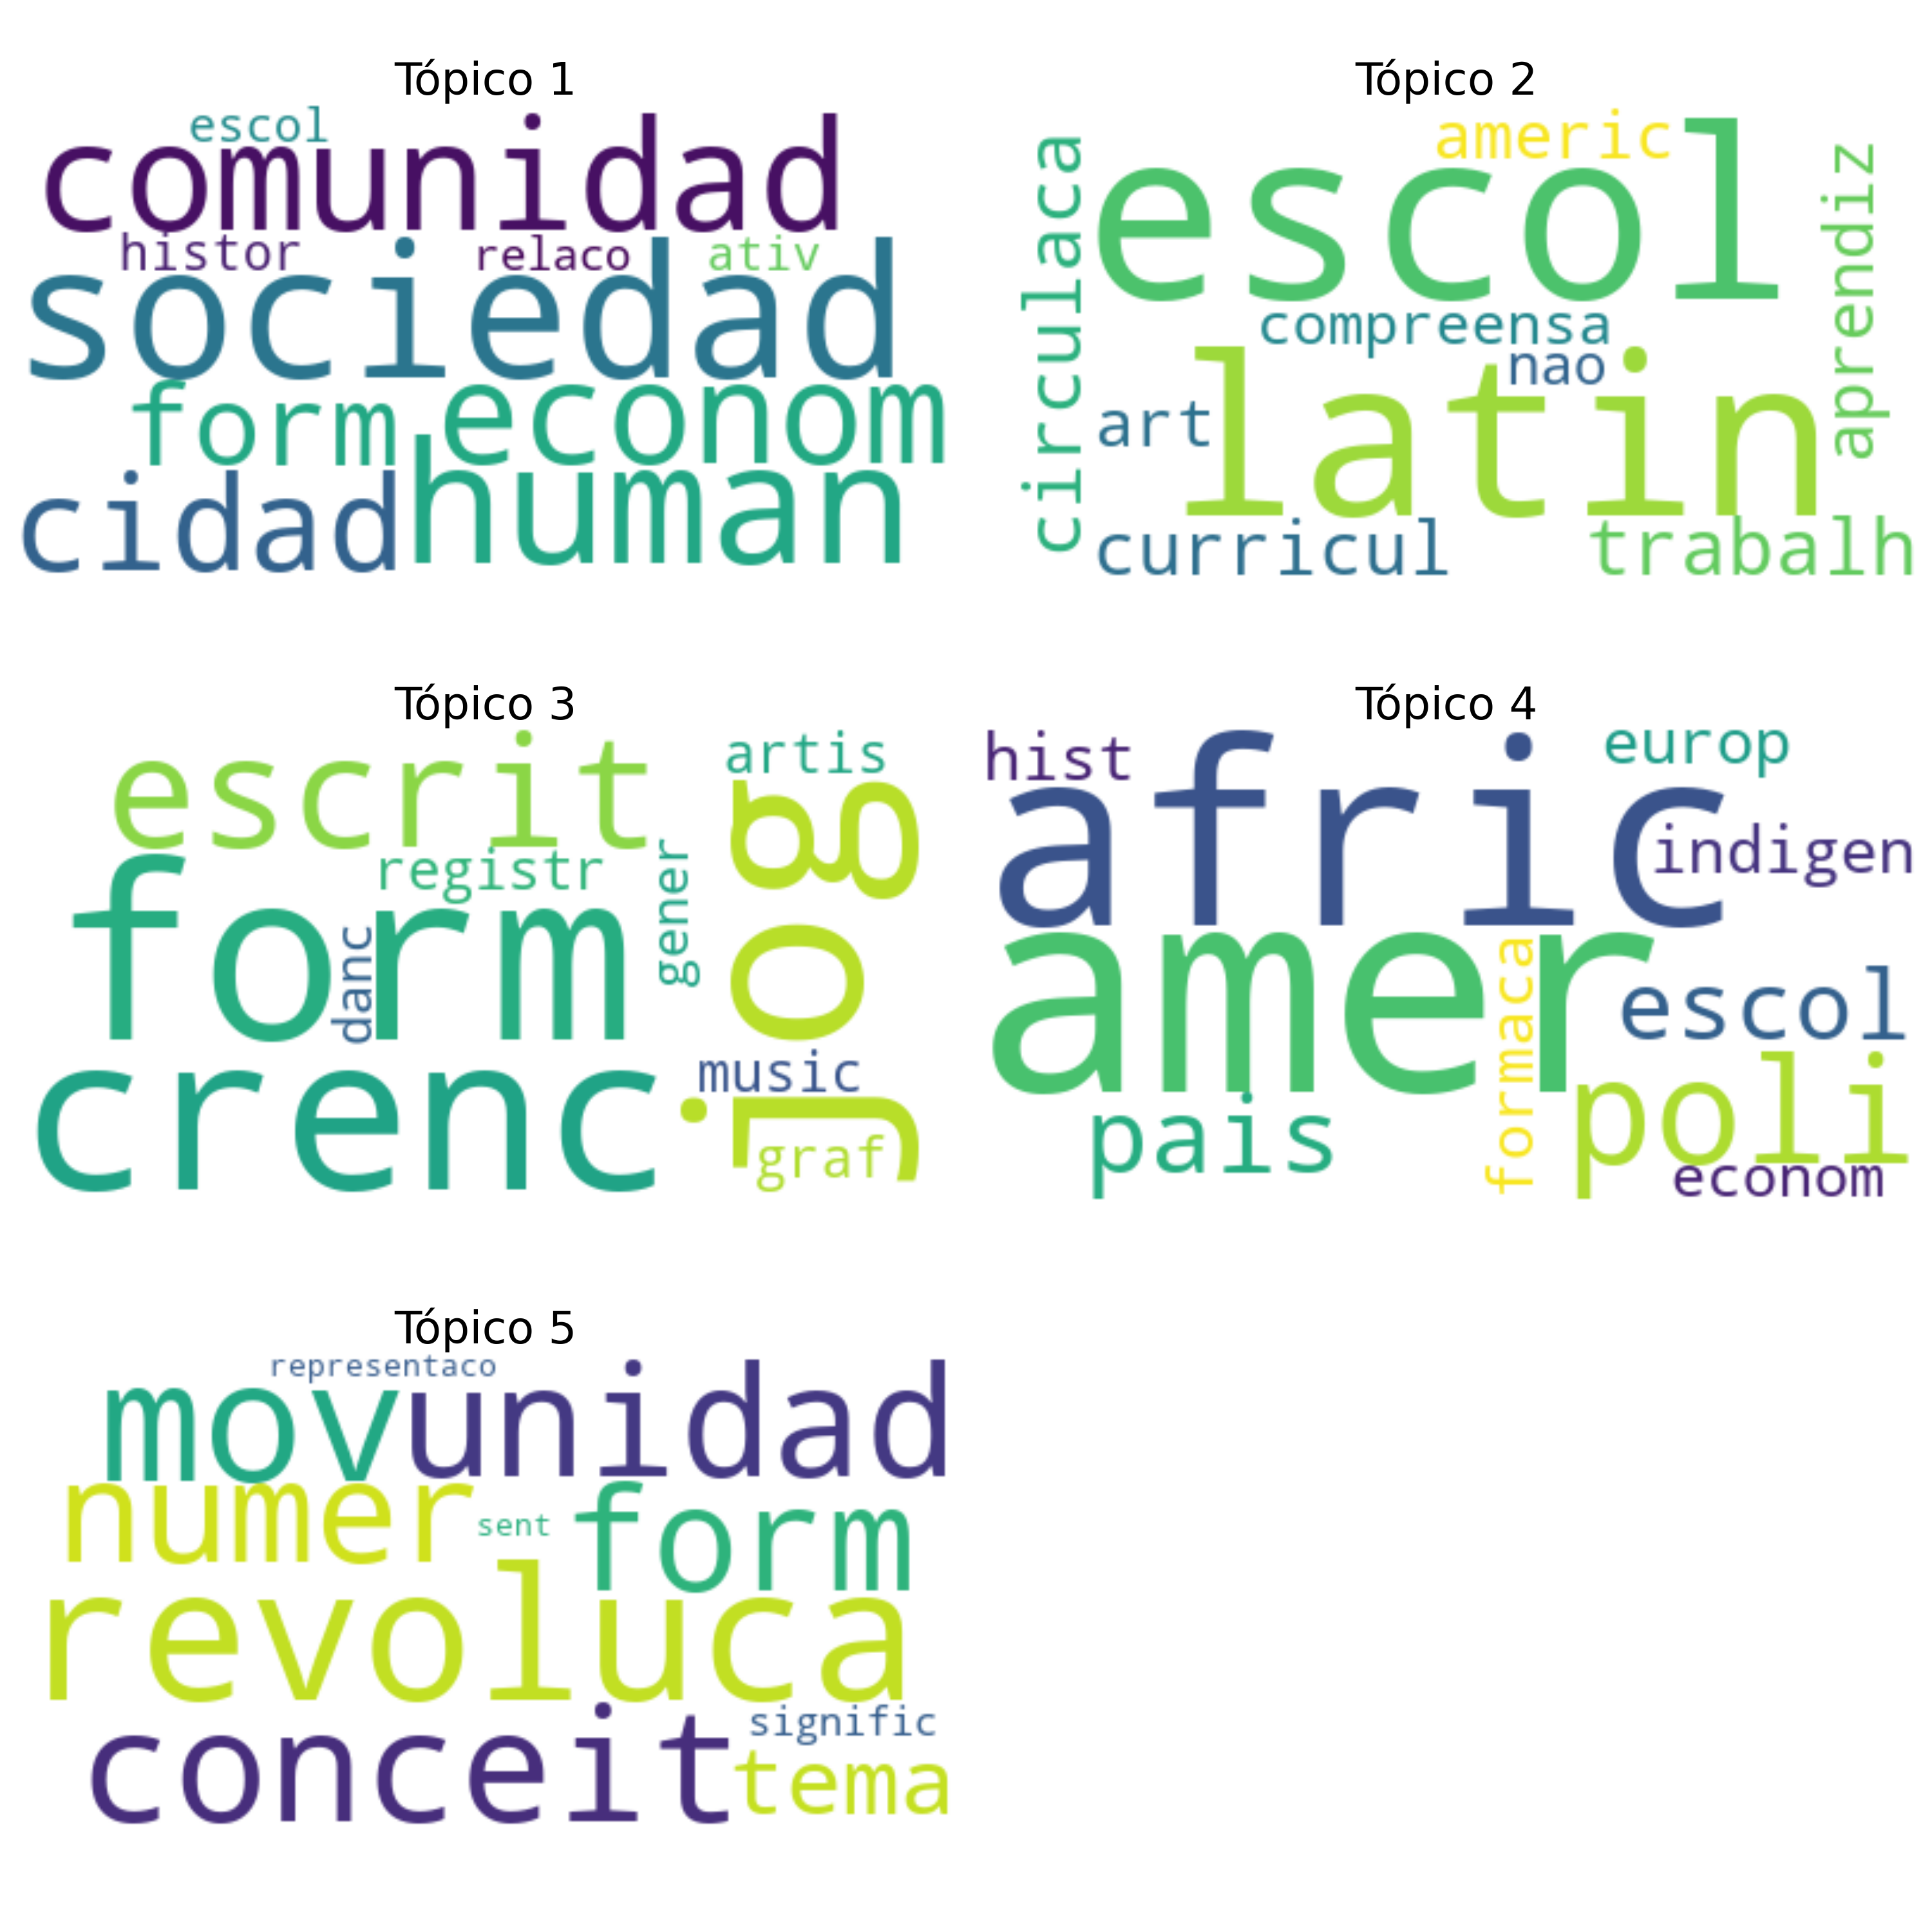 Tópico 1
escol
comunidad
histor relaco ativ
sociedad
form econom
cidad human
Tópico 2
americ
circulaca
escol
aprendiz
compreensa
nao
art
latin
curricul trabalh
Tópico 3
escrit
artis
registr
gener
jog
form
danc
music
crenc
graf
Tópico 4
hist
europ
afric
indigen
amer
formaca
escol
pais
poli
econom
Tópico 5
representaco
mov unidad
numer sent form
revoluca
conceit
signific
tema